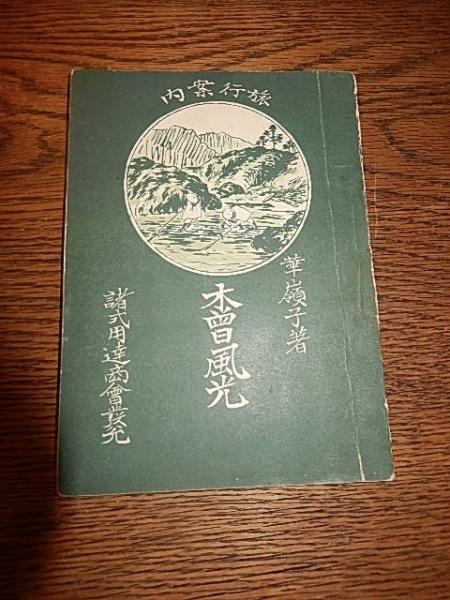 旅行案内
華嶺子著
木曾風光
諸式用達商會發兌